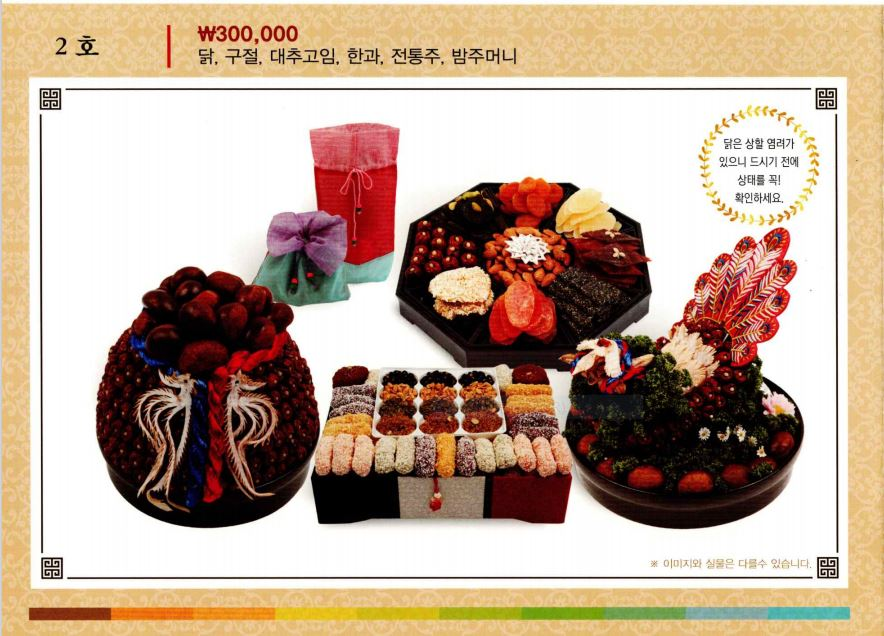 2 호
₩300,000
닭, 구절, 대추고임, 한과, 전통주, 밤주머니
닭은 상할 염려가
있으니 드시기 전에
상태를 꼭!
확인하세요.
※ 이미지와 실물은 다를수 있습니다.